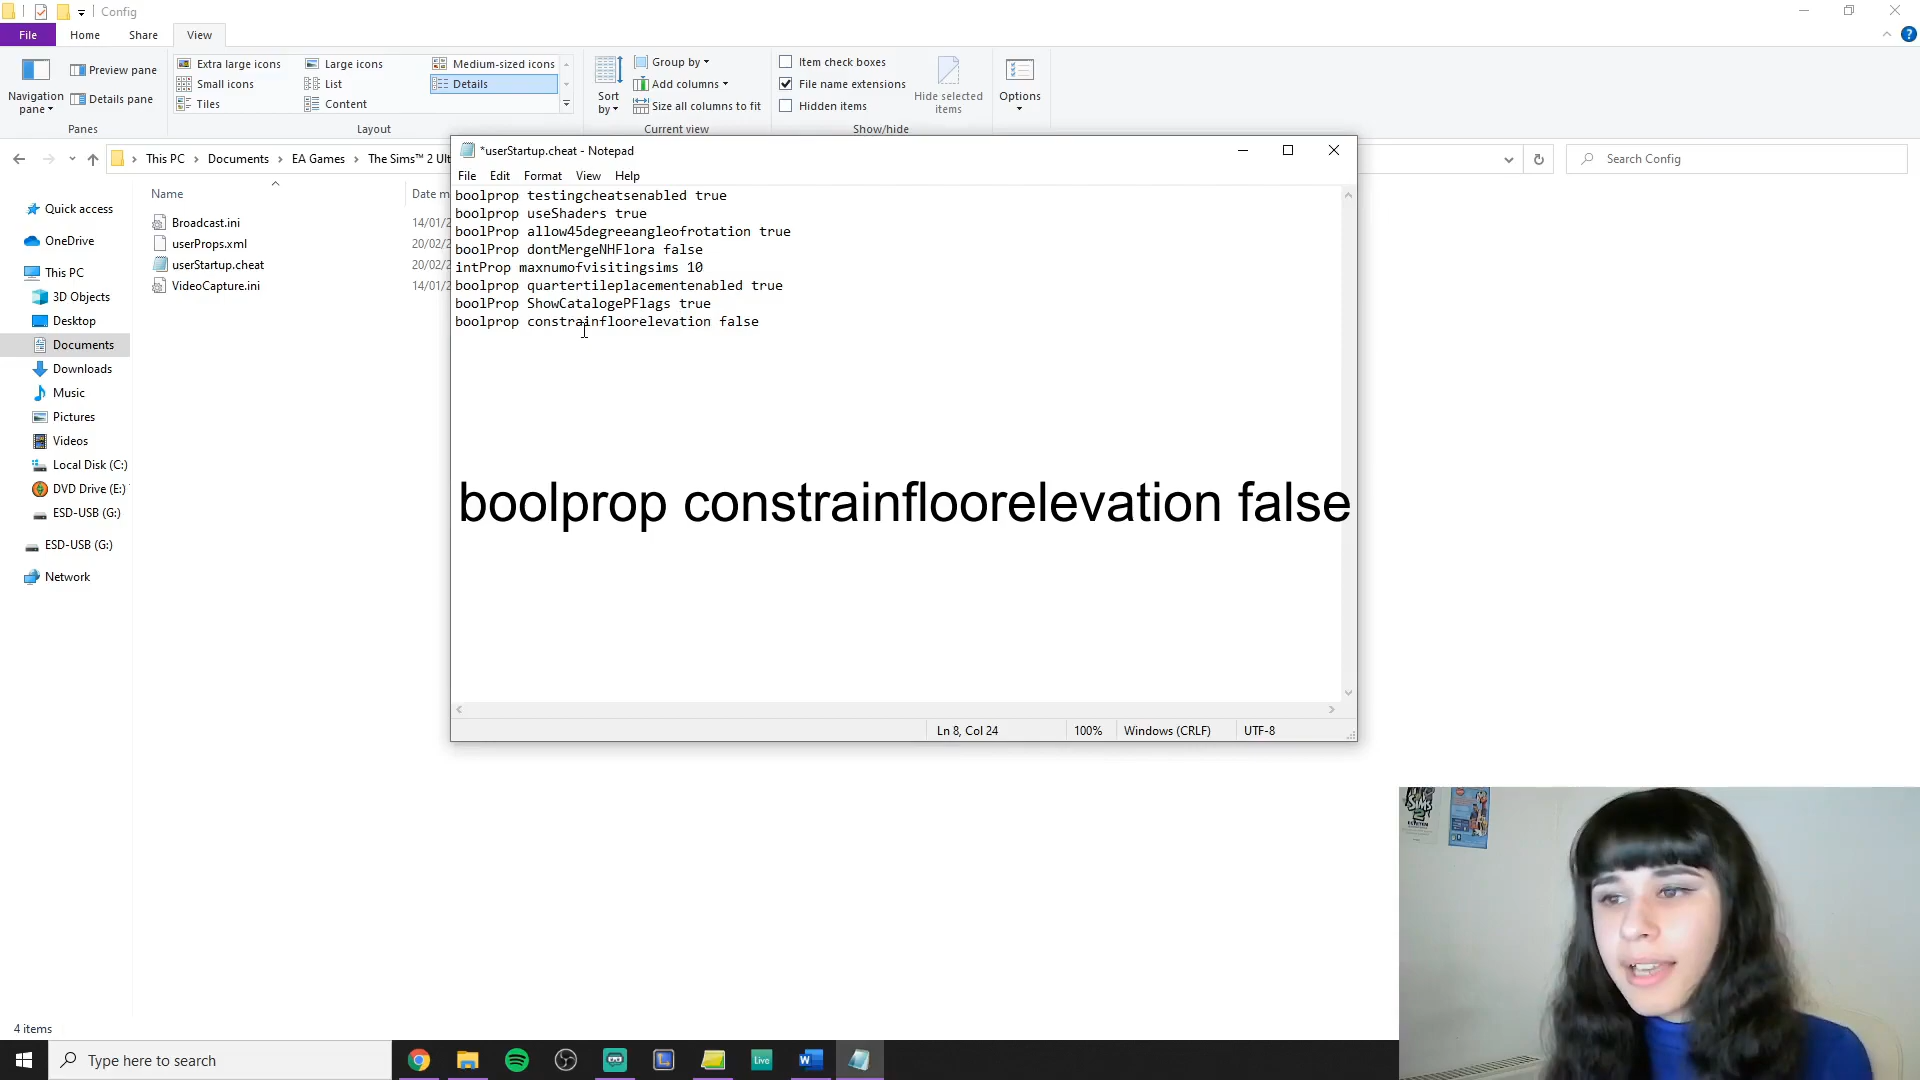 Config
File
Home
Share
View
Navigation pane
Preview pane
Details pane
Panes
Extra large icons
Large icons
Medium-sized icons
Small icons
List
Details
Tiles
Content
Layout
Sort by
Group by
Add columns
Size all columns to fit
Current view
Item check boxes
File name extensions
Hidden items
Show/hide
Hide selected items
Options
This PC
Documents
EA Games
The Sims™ 2 Ult
Search Config
Name
Date m
Quick access
OneDrive
This PC
3D Objects
Desktop
Documents
Downloads
Music
Pictures
Videos
Local Disk (C:)
DVD Drive (E:)
ESD-USB (G:)
ESD-USB (G:)
Network
Broadcast.ini
14/01/2
userProps.xml
20/02/
userStartup.cheat
20/02/
VideoCapture.ini
14/01/2
*userStartup.cheat - Notepad
File Edit Format View Help
boolprop testingcheatsenabled true
boolprop useShaders true
boolProp allow45degreeangleofrotation true
boolProp dontMergeNHFlora false
intProp maxnumofvisitingsims 10
boolprop quartertileplacementenabled true
boolProp ShowCatalogePFlags true
boolprop constrainfloorelevation false
boolprop constrainfloorelevation false
Ln 8, Col 24
100%
Windows (CRLF)
UTF-8
4 items
Type here to search
Live
SIMS
2